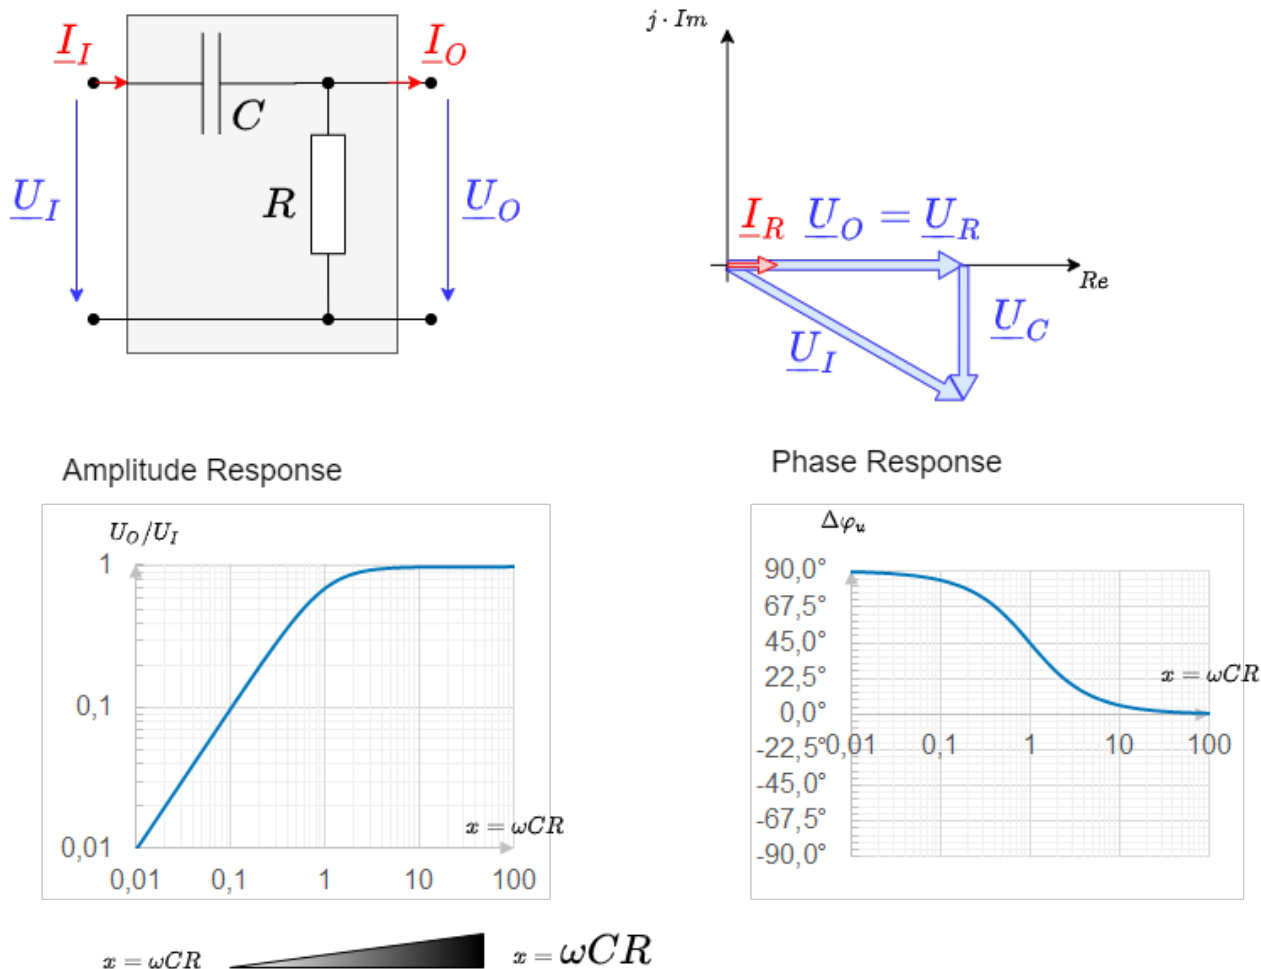 I_I
I_O
C
U_I
R
U_O
j · Im
I_R U_O = U_R
Re
U_C
U_I
Amplitude Response
U_O/U_I
1
0,1
0,01
x = ωCR
0,01 0,1 1 10 100
x = ωCR
x = ωCR
Phase Response
Δφ_u
90,0°
67,5°
45,0°
22,5°
x = ωCR
0,0°
-22,5°
0,01 0,1 1 10 100
-45,0°
-67,5°
-90,0°